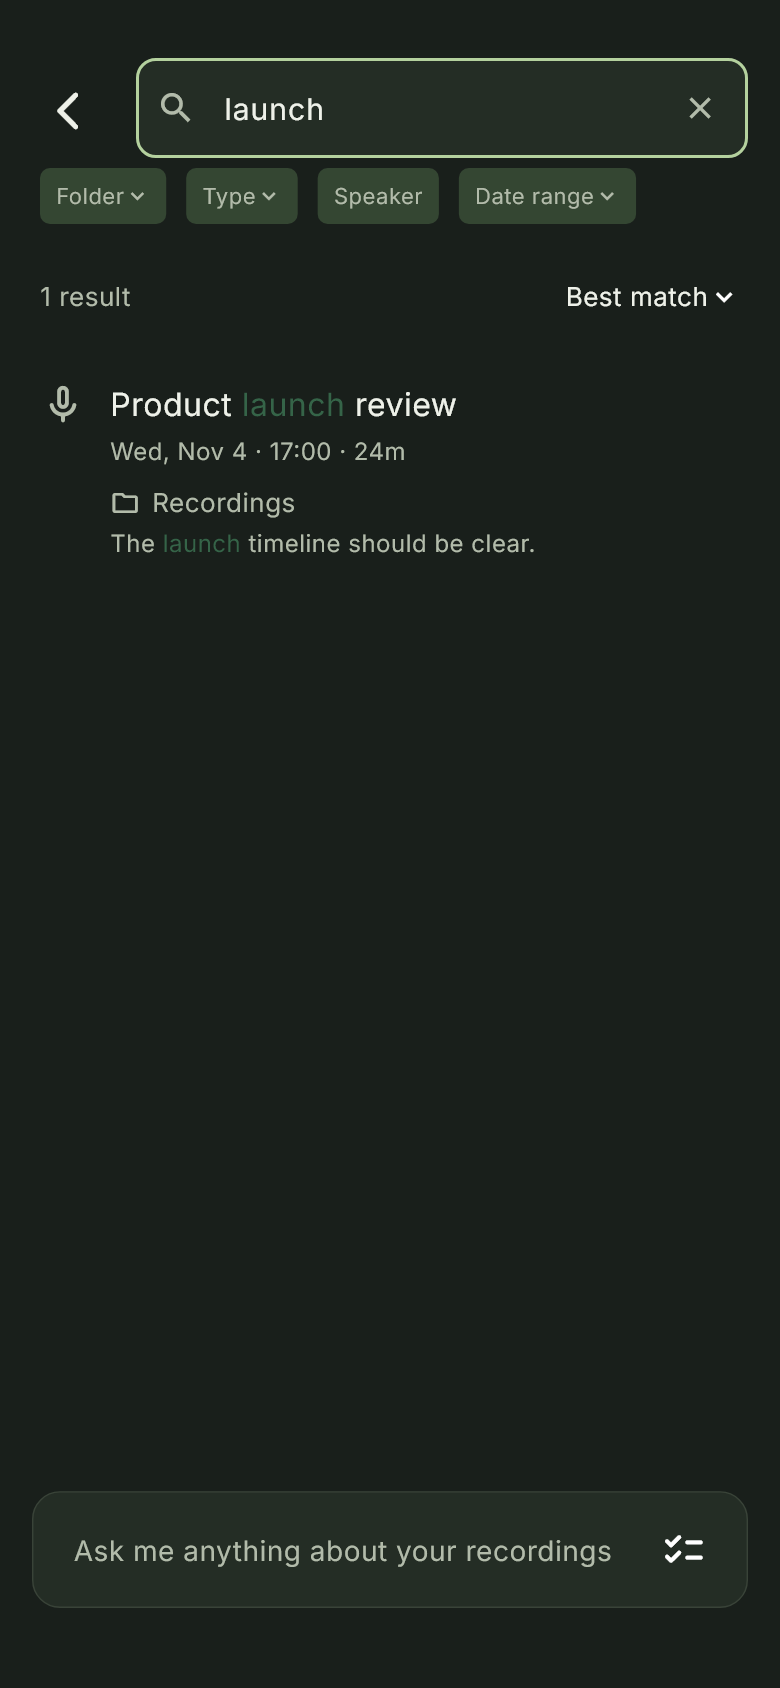 launch
Folder Type Speaker Date range
1 result Best match
Product launch review
Wed, Nov 4 · 17:00 · 24m
Recordings
The launch timeline should be clear.
Ask me anything about your recordings